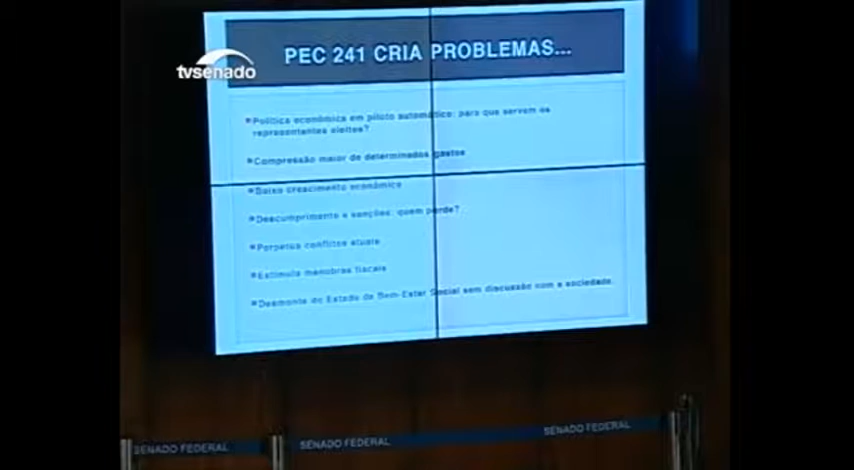 tvsenado
PEC 241 CRIA PROBLEMAS...
Política econômica em piloto automático: para que servem os
representantes eleitos?
Compressão maior de determinados gastos
Baixo crescimento econômico
Descumprimento e sanções: quem perde?
Perpetua conflitos atuais
Estimula manobras fiscais
Desmonte do Estado de Bem-Estar Social sem discussão com a sociedade
SENADO FEDERAL
SENADO FEDERAL
SENADO FEDERAL